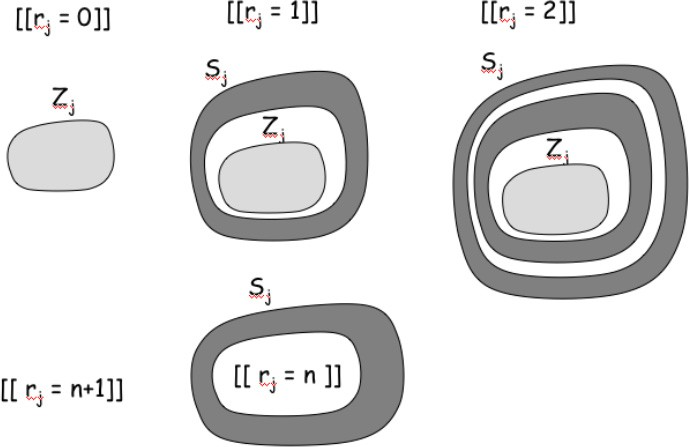 [[r_j = 0]]
[[r_j = 1]]
[[r_j = 2]]
Z_j
S_j
Z_j
S_j
Z_j
S_j
[[ r_j = n+1]]
[[ r_j = n ]]